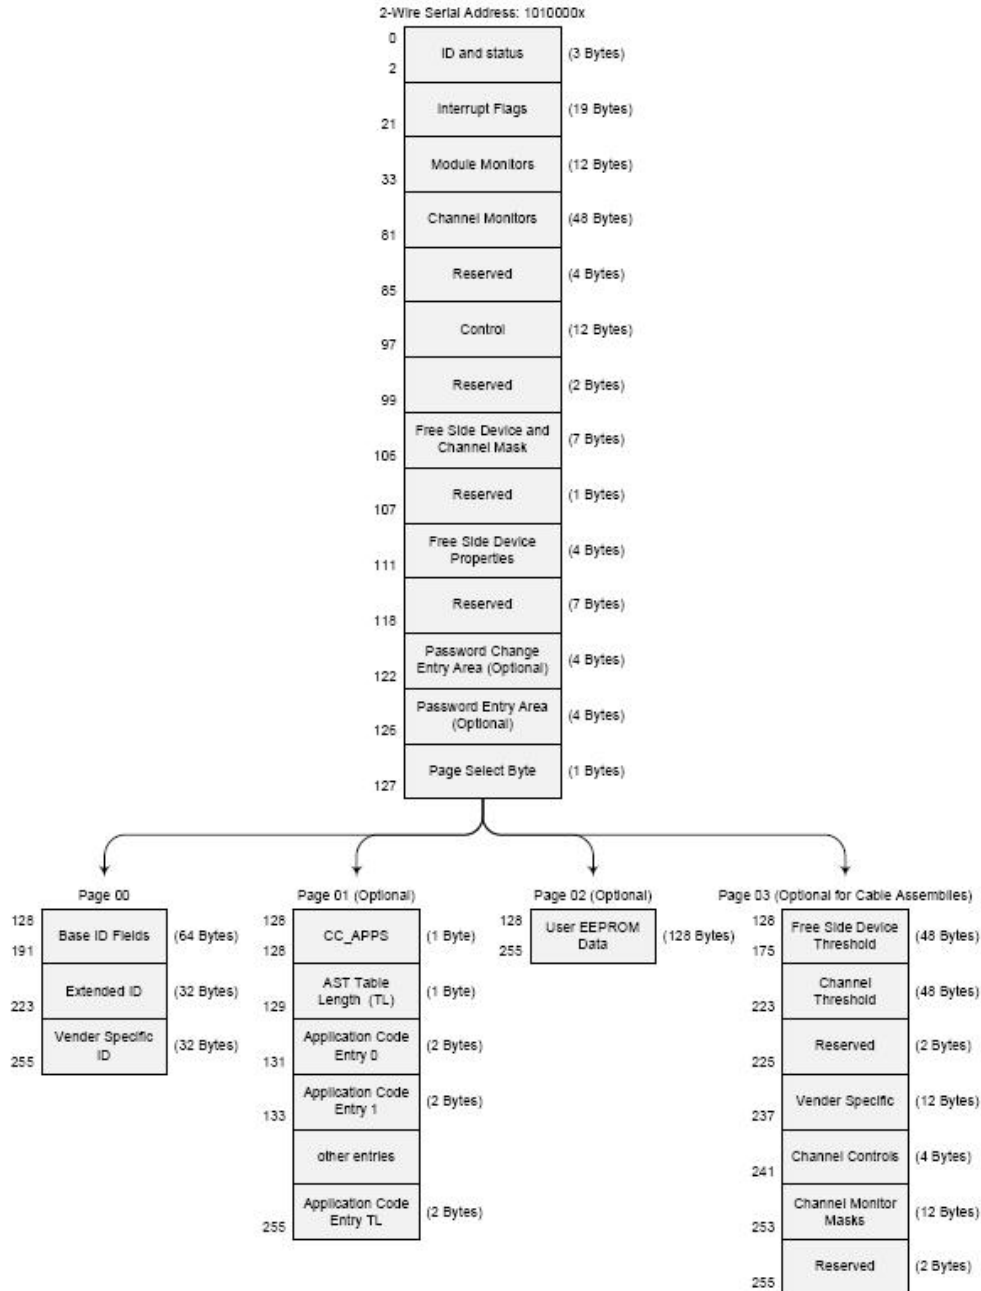 2-Wire Serial Address: 1010000x
0
ID and status (3 Bytes)
2
Interrupt Flags (19 Bytes)
21
Module Monitors (12 Bytes)
33
Channel Monitors (48 Bytes)
81
Reserved (4 Bytes)
85
Control (12 Bytes)
97
Reserved (2 Bytes)
99
Free Side Device and
Channel Mask (7 Bytes)
106
Reserved (1 Bytes)
107
Free Side Device
Properties (4 Bytes)
111
Reserved (7 Bytes)
118
Password Change
Entry Area (Optional) (4 Bytes)
122
Password Entry Area
(Optional) (4 Bytes)
126
Page Select Byte (1 Bytes)
127
Page 00
128
Base ID Fields (64 Bytes)
191
Extended ID (32 Bytes)
223
Vender Specific
ID (32 Bytes)
255
Page 01 (Optional)
128
CC_APPS (1 Byte)
128
AST Table
Length (TL) (1 Byte)
129
Application Code
Entry 0 (2 Bytes)
131
Application Code
Entry 1 (2 Bytes)
133
other entries
Application Code
Entry TL (2 Bytes)
255
Page 02 (Optional)
128
User EEPROM
Data (128 Bytes)
255
Page 03 (Optional for Cable Assemblies)
128
Free Side Device
Threshold (48 Bytes)
175
Channel
Threshold (48 Bytes)
223
Reserved (2 Bytes)
225
Vender Specific (12 Bytes)
237
Channel Controls (4 Bytes)
241
Channel Monitor
Masks (12 Bytes)
253
Reserved (2 Bytes)
255